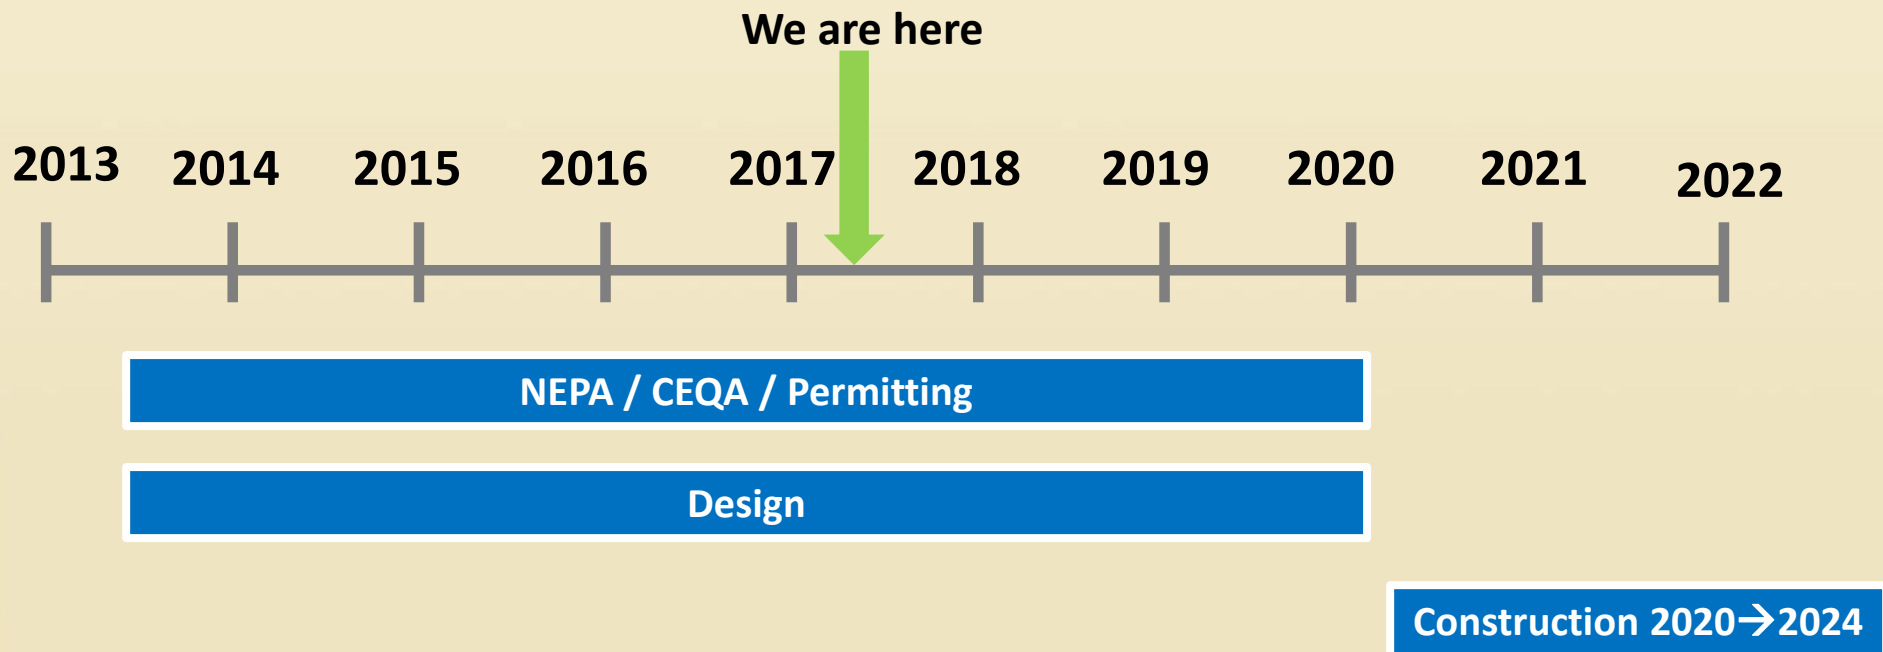 We are here
2013 2014 2015 2016 2017 2018 2019 2020 2021 2022
NEPA / CEQA / Permitting
Design
Construction 2020→2024